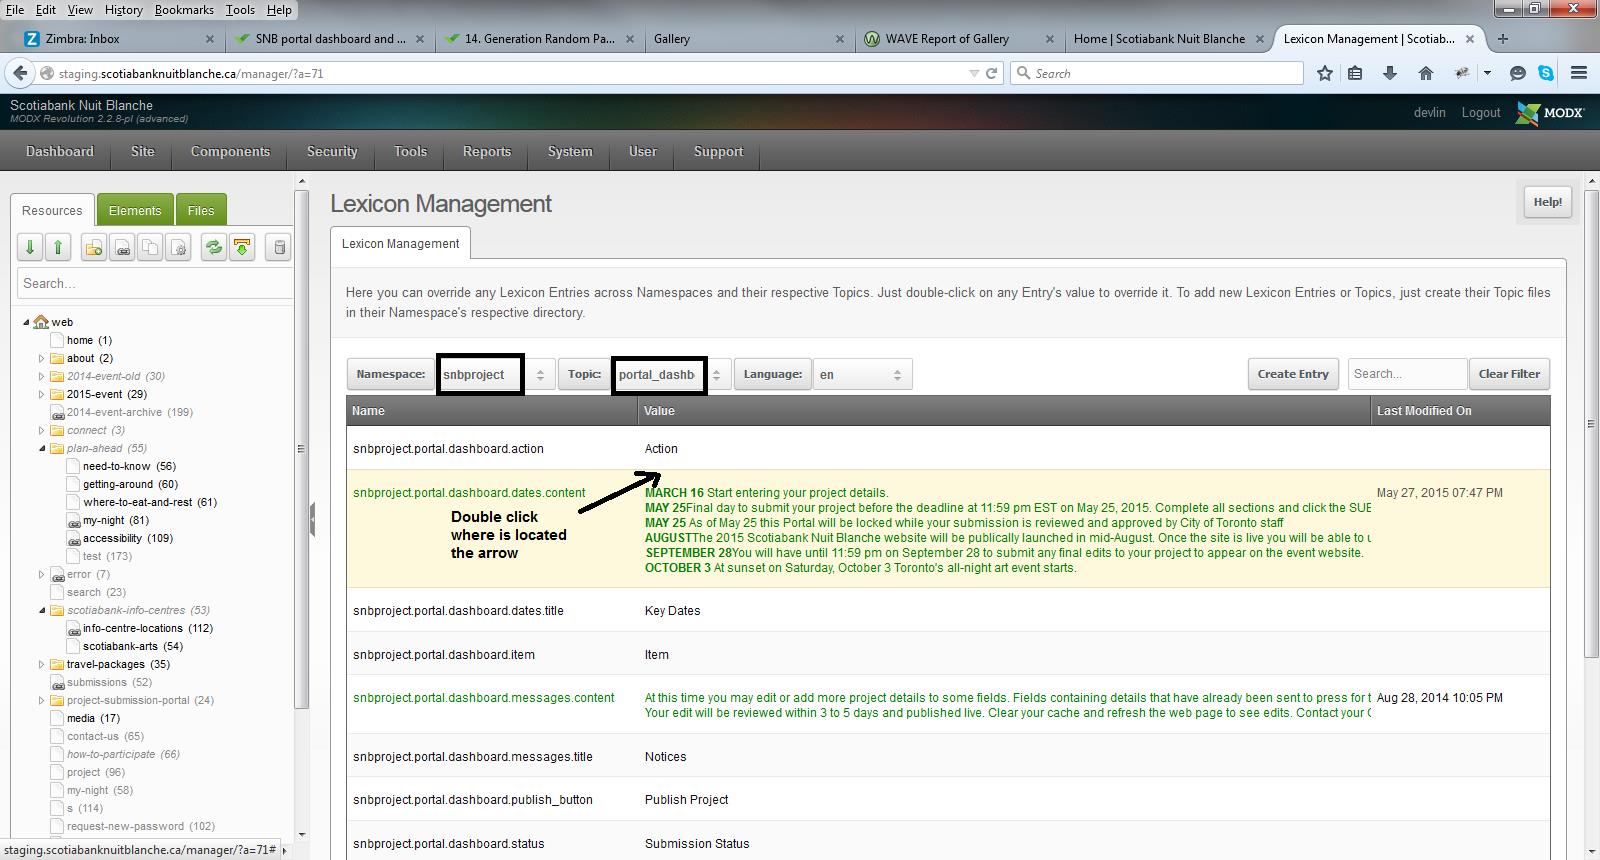 File Edit View History Bookmarks Tools Help
Zimbra: Inbox
SNB portal dashboard and ...
14. Generation Random Pa...
Gallery
WAVE Report of Gallery
Home | Scotiabank Nuit Blanche
Lexicon Management | Scotiab...
staging.scotiabanknuitblanche.ca/manager/?a=71
Search
Scotiabank Nuit Blanche
MODX Revolution 2.2.8-pl (advanced)
devlin Logout MODX
Dashboard Site Components Security Tools Reports System User Support
Resources Elements Files
Search...
web
home (1)
about (2)
2014-event-old (30)
2015-event (29)
2014-event-archive (199)
connect (3)
plan-ahead (55)
need-to-know (56)
getting-around (60)
where-to-eat-and-rest (61)
my-night (81)
accessibility (109)
test (173)
error (7)
search (23)
scotiabank-info-centres (53)
info-centre-locations (112)
scotiabank-arts (54)
travel-packages (35)
submissions (52)
project-submission-portal (24)
media (17)
contact-us (65)
how-to-participate (66)
project (96)
my-night (58)
s (114)
request-new-password (102)
staging.scotiabanknuitblanche.ca/manager/?a=71#
Lexicon Management
Help!
Lexicon Management
Here you can override any Lexicon Entries across Namespaces and their respective Topics. Just double-click on any Entry's value to override it. To add new Lexicon Entries or Topics, just create their Topic files
in their Namespace's respective directory.
Namespace: snbproject Topic: portal_dashb Language: en Create Entry Search... Clear Filter
Name Value Last Modified On
snbproject.portal.dashboard.action Action
snbproject.portal.dashboard.dates.content
MARCH 16 Start entering your project details.
May 27, 2015 07:47 PM
MAY 25Final day to submit your project before the deadline at 11:59 pm EST on May 25, 2015. Complete all sections and click the SUB
MAY 25 As of May 25 this Portal will be locked while your submission is reviewed and approved by City of Toronto staff
AUGUSTThe 2015 Scotiabank Nuit Blanche website will be publically launched in mid-August. Once the site is live you will be able to u
SEPTEMBER 28You will have until 11:59 pm on September 28 to submit any final edits to your project to appear on the event website.
OCTOBER 3 At sunset on Saturday, October 3 Toronto's all-night art event starts.
Double click
where is located
the arrow
snbproject.portal.dashboard.dates.title Key Dates
snbproject.portal.dashboard.item Item
snbproject.portal.dashboard.messages.content
At this time you may edit or add more project details to some fields. Fields containing details that have already been sent to press for t
Aug 28, 2014 10:05 PM
Your edit will be reviewed within 3 to 5 days and published live. Clear your cache and refresh the web page to see edits. Contact your C
snbproject.portal.dashboard.messages.title Notices
snbproject.portal.dashboard.publish_button Publish Project
snbproject.portal.dashboard.status Submission Status